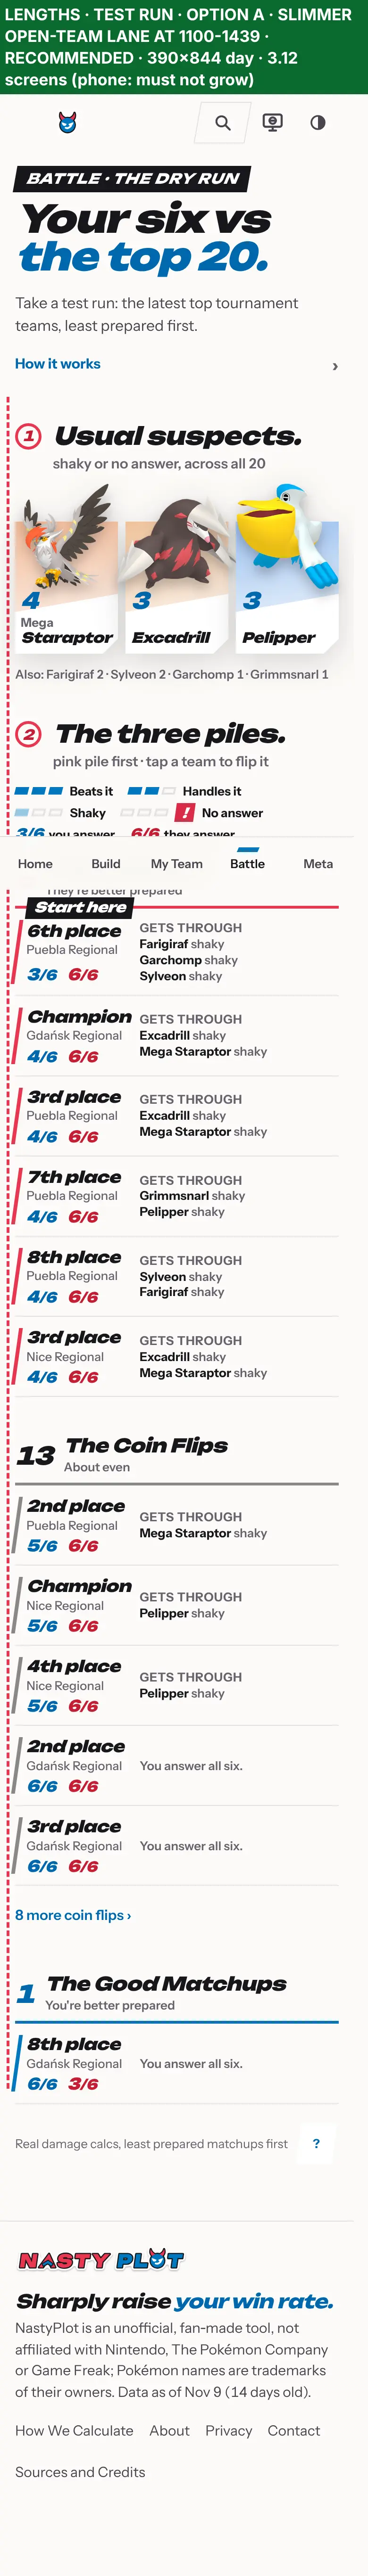 LENGTHS · TEST RUN · OPTION A · SLIMMER
OPEN-TEAM LANE AT 1100-1439 ·
RECOMMENDED · 390×844 day · 3.12
screens (phone: must not grow)
BATTLE · THE DRY RUN
Your six vs
the top 20.
Take a test run: the latest top tournament
teams, least prepared first.
How it works ›
1 Usual suspects.
shaky or no answer, across all 20
4 Mega Staraptor
3 Excadrill
3 Pelipper
Also: Farigiraf 2 · Sylveon 2 · Garchomp 1 · Grimmsnarl 1
2 The three piles.
pink pile first · tap a team to flip it
Beats it Handles it
Shaky ! No answer
3/6 you answer 6/6 they answer
Home Build My Team Battle Meta
They're better prepared
Start here
6th place
Puebla Regional
3/6 6/6
GETS THROUGH
Farigiraf shaky
Garchomp shaky
Sylveon shaky
Champion
Gdańsk Regional
4/6 6/6
GETS THROUGH
Excadrill shaky
Mega Staraptor shaky
3rd place
Puebla Regional
4/6 6/6
GETS THROUGH
Excadrill shaky
Mega Staraptor shaky
7th place
Puebla Regional
4/6 6/6
GETS THROUGH
Grimmsnarl shaky
Pelipper shaky
8th place
Puebla Regional
4/6 6/6
GETS THROUGH
Sylveon shaky
Farigiraf shaky
3rd place
Nice Regional
4/6 6/6
GETS THROUGH
Excadrill shaky
Mega Staraptor shaky
13 The Coin Flips
About even
2nd place
Puebla Regional
5/6 6/6
GETS THROUGH
Mega Staraptor shaky
Champion
Nice Regional
5/6 6/6
GETS THROUGH
Pelipper shaky
4th place
Nice Regional
5/6 6/6
GETS THROUGH
Pelipper shaky
2nd place
Gdańsk Regional
6/6 6/6
You answer all six.
3rd place
Gdańsk Regional
6/6 6/6
You answer all six.
8 more coin flips ›
1 The Good Matchups
You're better prepared
8th place
Gdańsk Regional
6/6 3/6
You answer all six.
Real damage calcs, least prepared matchups first ?
NASTY PLOT
Sharply raise your win rate.
NastyPlot is an unofficial, fan-made tool, not
affiliated with Nintendo, The Pokémon Company
or Game Freak; Pokémon names are trademarks
of their owners. Data as of Nov 9 (14 days old).
How We Calculate About Privacy Contact
Sources and Credits